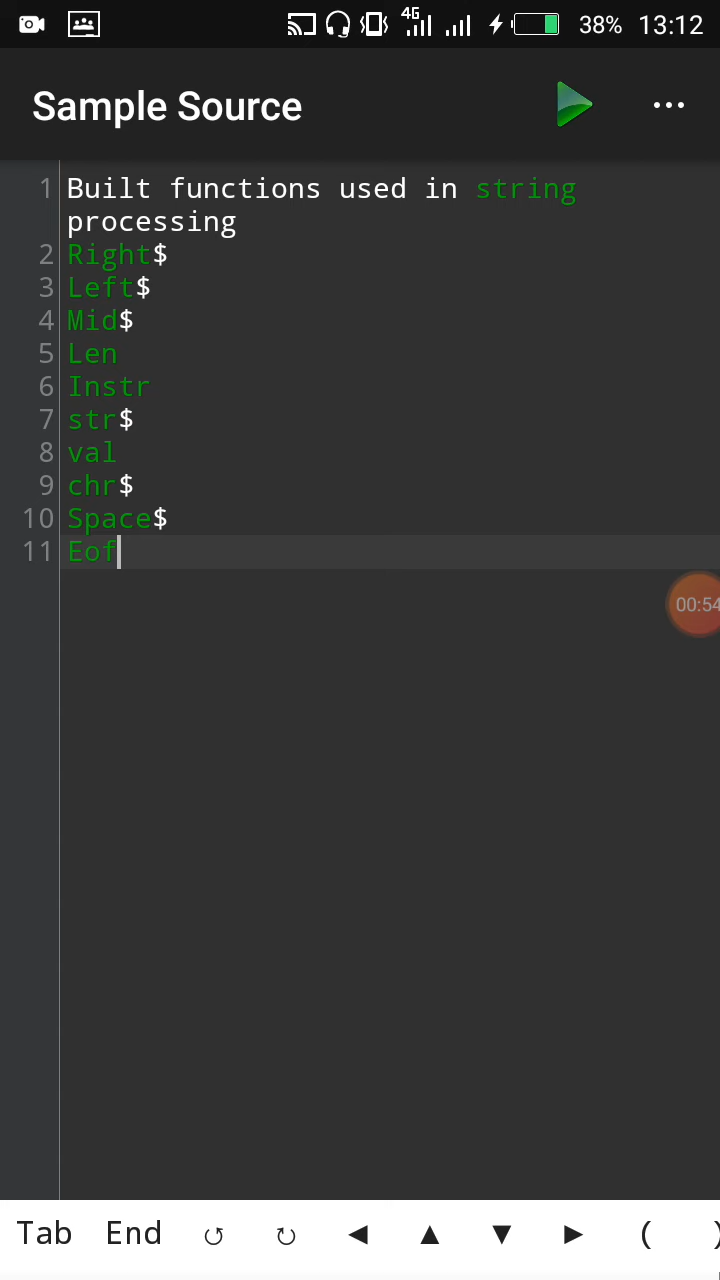 4G 38% 13:12
Sample Source
1 Built functions used in string
processing
2 Right$
3 Left$
4 Mid$
5 Len
6 Instr
7 str$
8 val
9 chr$
10 Space$
11 Eof
00:54
Tab End ↺ ↻ ◀ ▲ ▼ ▶ ( )